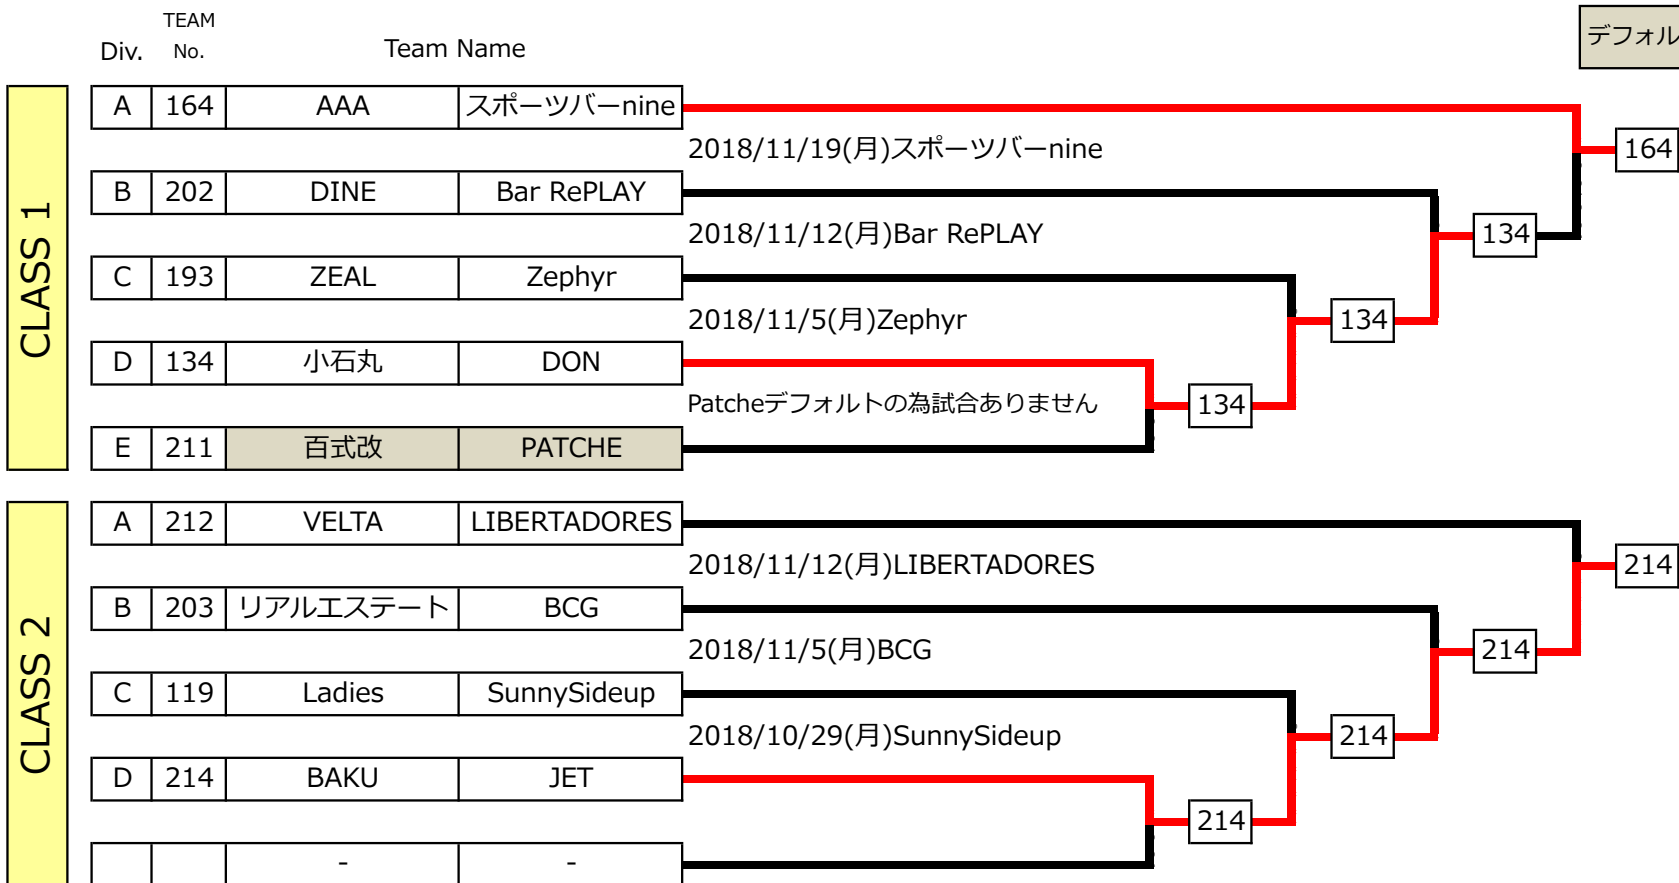 TEAM
Div. No. Team Name
デフォル
CLASS 1
A 164 AAA スポーツバーnine
2018/11/19(月)スポーツバーnine
164
B 202 DINE Bar RePLAY
2018/11/12(月)Bar RePLAY
134
C 193 ZEAL Zephyr
2018/11/5(月)Zephyr
134
D 134 小石丸 DON
Patcheデフォルトの為試合ありません
134
E 211 百式改 PATCHE
CLASS 2
A 212 VELTA LIBERTADORES
2018/11/12(月)LIBERTADORES
214
B 203 リアルエステート BCG
2018/11/5(月)BCG
214
C 119 Ladies SunnySideup
2018/10/29(月)SunnySideup
214
D 214 BAKU JET
214
- -